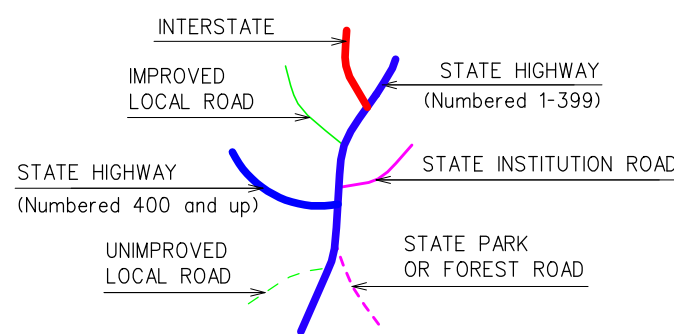 INTERSTATE
IMPROVED
LOCAL ROAD
STATE HIGHWAY
(Numbered 1-399)
STATE HIGHWAY
(Numbered 400 and up)
STATE INSTITUTION ROAD
UNIMPROVED
LOCAL ROAD
STATE PARK
OR FOREST ROAD